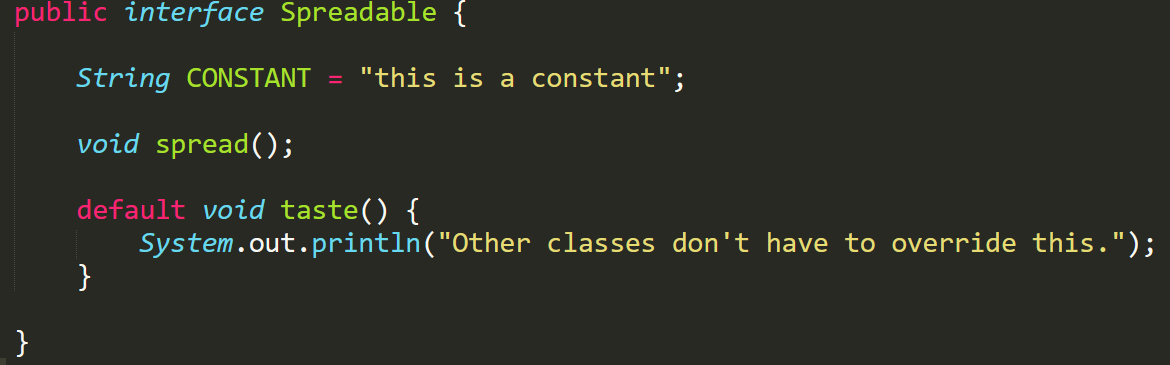 public interface Spreadable {
String CONSTANT = "this is a constant";
void spread();
default void taste() {
System.out.println("Other classes don't have to override this.");
}
}